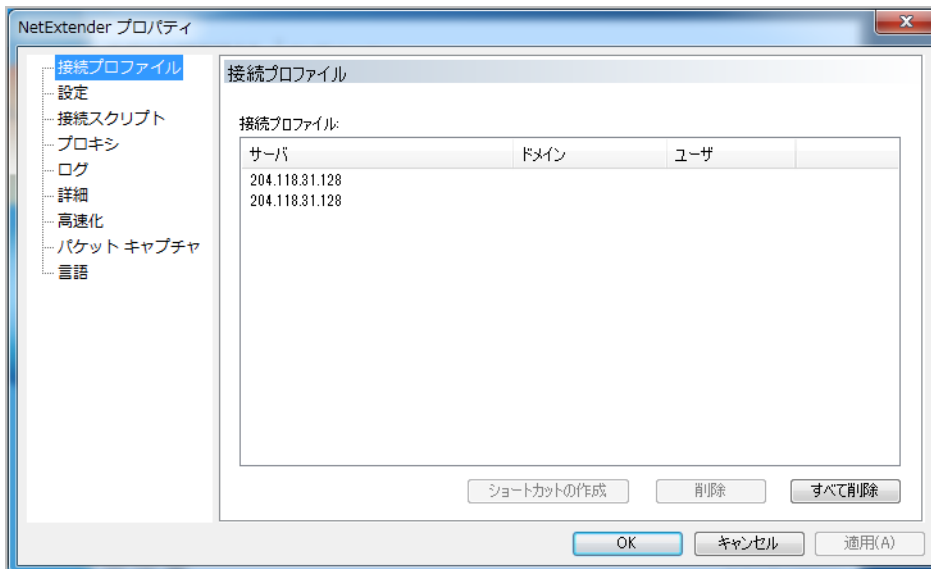 NetExtender プロパティ
接続プロファイル
設定
接続スクリプト
プロキシ
ログ
詳細
高速化
パケット キャプチャ
言語
接続プロファイル
接続プロファイル:
サーバ ドメイン ユーザ
204.118.31.128
204.118.31.128
ショートカットの作成 削除 すべて削除
OK キャンセル 適用(A)